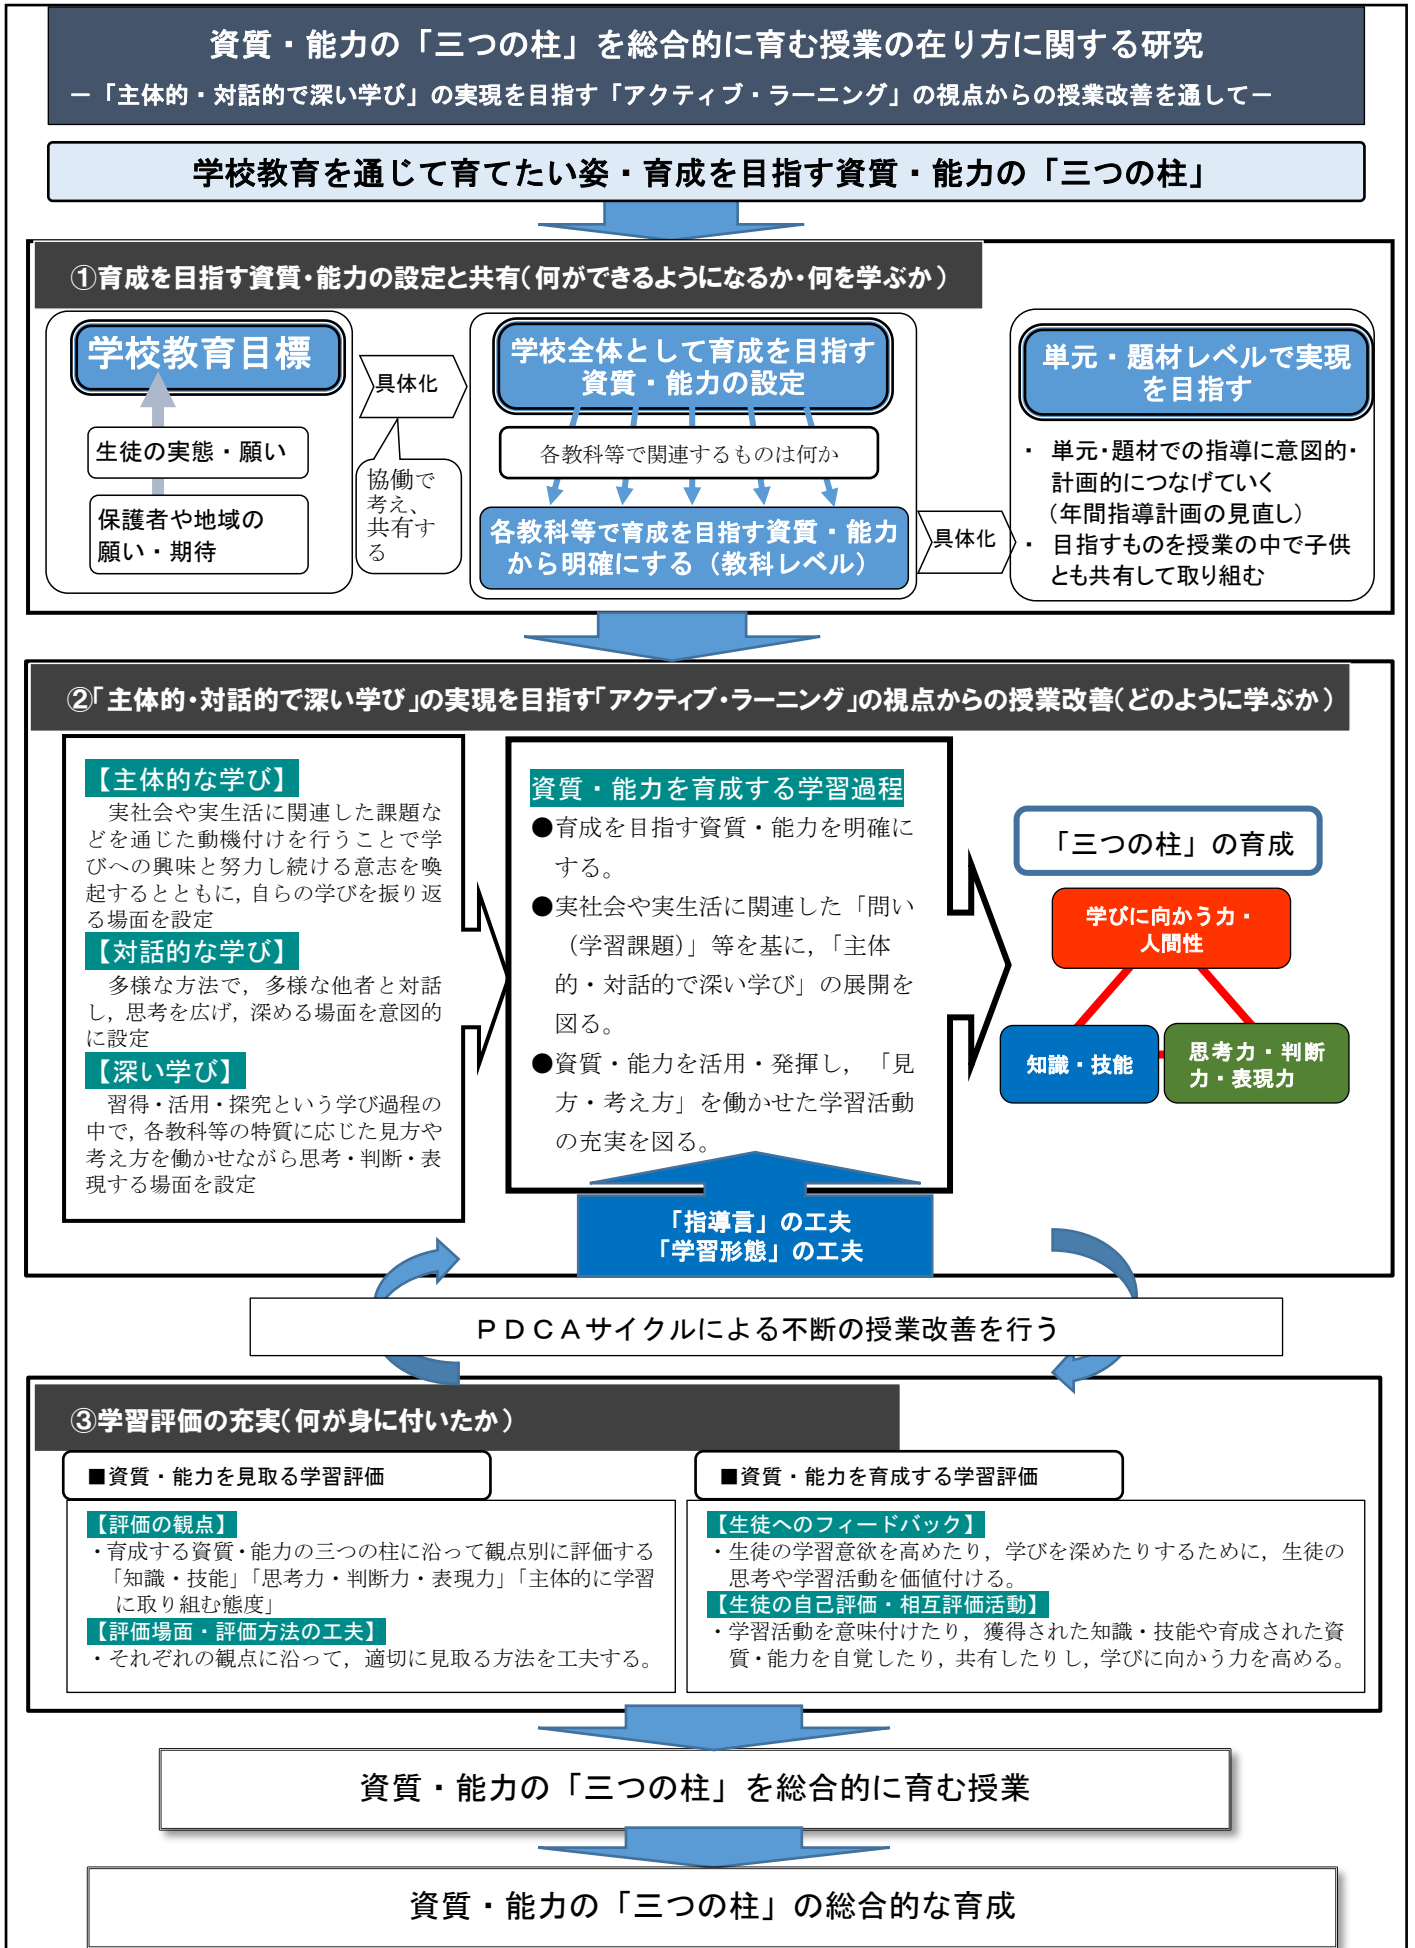 資質・能力の「三つの柱」を総合的に育む授業の在り方に関する研究
－「主体的・対話的で深い学び」の実現を目指す「アクティブ・ラーニング」の視点からの授業改善を通して－
学校教育を通じて育てたい姿・育成を目指す資質・能力の「三つの柱」
①育成を目指す資質・能力の設定と共有（何ができるようになるか・何を学ぶか）
学校教育目標
生徒の実態・願い
保護者や地域の
願い・期待
具体化
協働で
考え、
共有す
る
学校全体として育成を目指す
資質・能力の設定
各教科等で関連するものは何か
各教科等で育成を目指す資質・能力
から明確にする（教科レベル）
具体化
単元・題材レベルで実現
を目指す
・ 単元・題材での指導に意図的・
計画的につなげていく
（年間指導計画の見直し）
・ 目指すものを授業の中で子供
とも共有して取り組む
②「主体的・対話的で深い学び」の実現を目指す「アクティブ・ラーニング」の視点からの授業改善（どのように学ぶか）
【主体的な学び】
実社会や実生活に関連した課題な
どを通じた動機付けを行うことで学
びへの興味と努力し続ける意志を喚
起するとともに，自らの学びを振り返
る場面を設定
【対話的な学び】
多様な方法で，多様な他者と対話
し，思考を広げ，深める場面を意図的
に設定
【深い学び】
習得・活用・探究という学び過程の
中で，各教科等の特質に応じた見方や
考え方を働かせながら思考・判断・表
現する場面を設定
資質・能力を育成する学習過程
●育成を目指す資質・能力を明確に
する。
●実社会や実生活に関連した「問い
（学習課題）」等を基に，「主体
的・対話的で深い学び」の展開を
図る。
●資質・能力を活用・発揮し，「見
方・考え方」を働かせた学習活動
の充実を図る。
「指導言」の工夫
「学習形態」の工夫
「三つの柱」の育成
学びに向かう力・
人間性
知識・技能
思考力・判断
力・表現力
ＰＤＣＡサイクルによる不断の授業改善を行う
③学習評価の充実（何が身に付いたか）
■資質・能力を見取る学習評価
【評価の観点】
・育成する資質・能力の三つの柱に沿って観点別に評価する
「知識・技能」「思考力・判断力・表現力」「主体的に学習
に取り組む態度」
【評価場面・評価方法の工夫】
・それぞれの観点に沿って，適切に見取る方法を工夫する。
■資質・能力を育成する学習評価
【生徒へのフィードバック】
・生徒の学習意欲を高めたり，学びを深めたりするために，生徒の
思考や学習活動を価値付ける。
【生徒の自己評価・相互評価活動】
・学習活動を意味付けたり，獲得された知識・技能や育成された資
質・能力を自覚したり，共有したりし，学びに向かう力を高める。
資質・能力の「三つの柱」を総合的に育む授業
資質・能力の「三つの柱」の総合的な育成